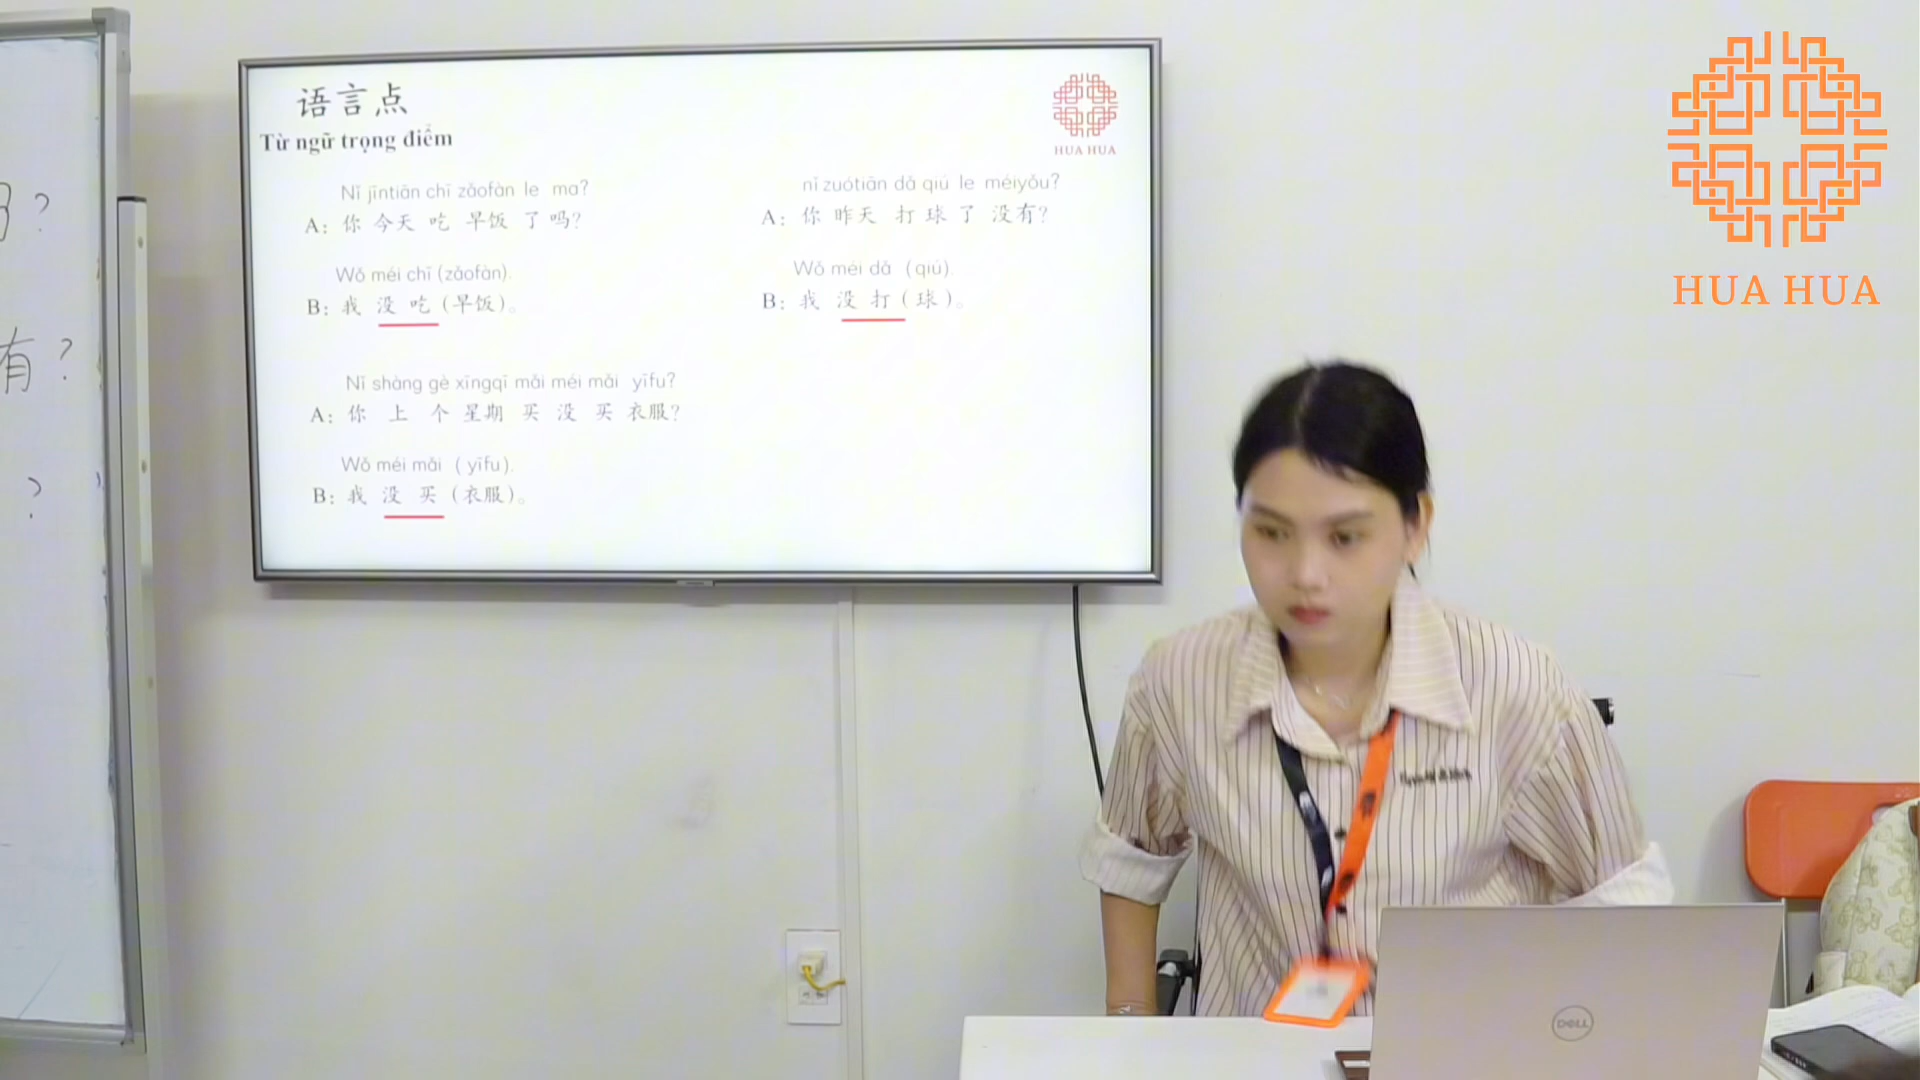 语言点
Từ ngữ trọng điểm
HUA HUA
Nǐ jīntiān chī zǎofàn le ma?
A: 你 今天 吃 早饭 了 吗?
Wǒ méi chī (zǎofàn).
B: 我 没 吃 (早饭)。
Nǐ shàng gè xīngqī mǎi méi mǎi yīfu?
A: 你 上 个 星期 买 没 买 衣服?
Wǒ méi mǎi (yīfu).
B: 我 没 买 (衣服)。
nǐ zuótiān dǎ qiú le méiyǒu?
A: 你 昨天 打 球 了 没有?
Wǒ méi dǎ (qiú).
B: 我 没 打 (球)。
HUA HUA
?
有?
?
DELL